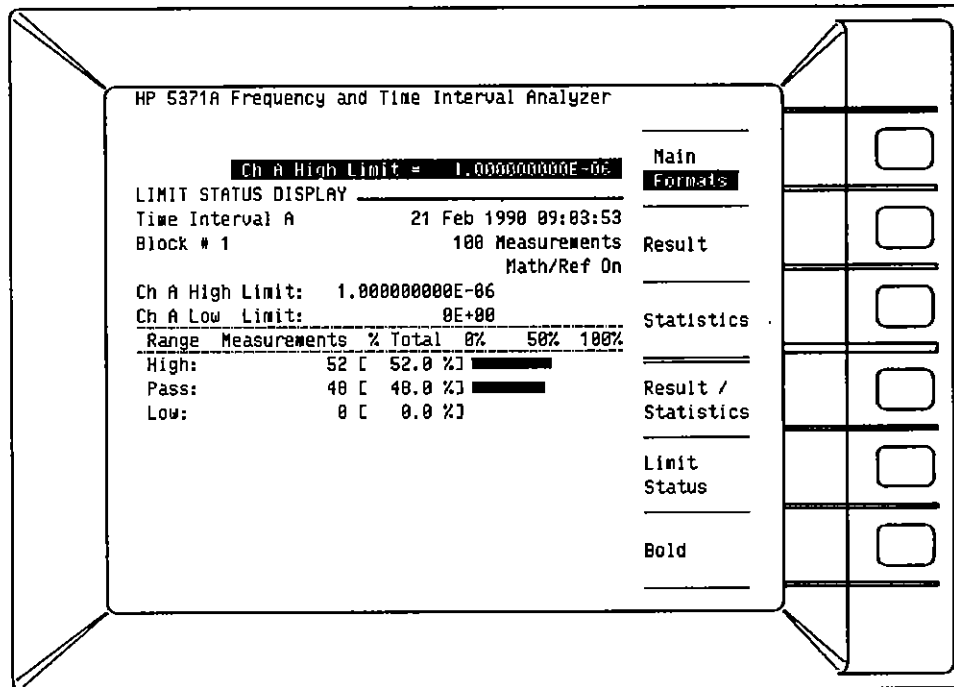 HP 5371A Frequency and Time Interval Analyzer
Ch A High Limit = 1.000000000E-06
LIMIT STATUS DISPLAY
Time Interval A 21 Feb 1990 09:03:53
Block # 1 100 Measurements
Math/Ref On
Ch A High Limit: 1.000000000E-06
Ch A Low Limit: 0E+00
Range Measurements % Total 0% 50% 100%
High: 52 [ 52.0 %]
Pass: 48 [ 48.0 %]
Low: 0 [ 0.0 %]
Main
Formats
Result
Statistics
Result /
Statistics
Limit
Status
Bold